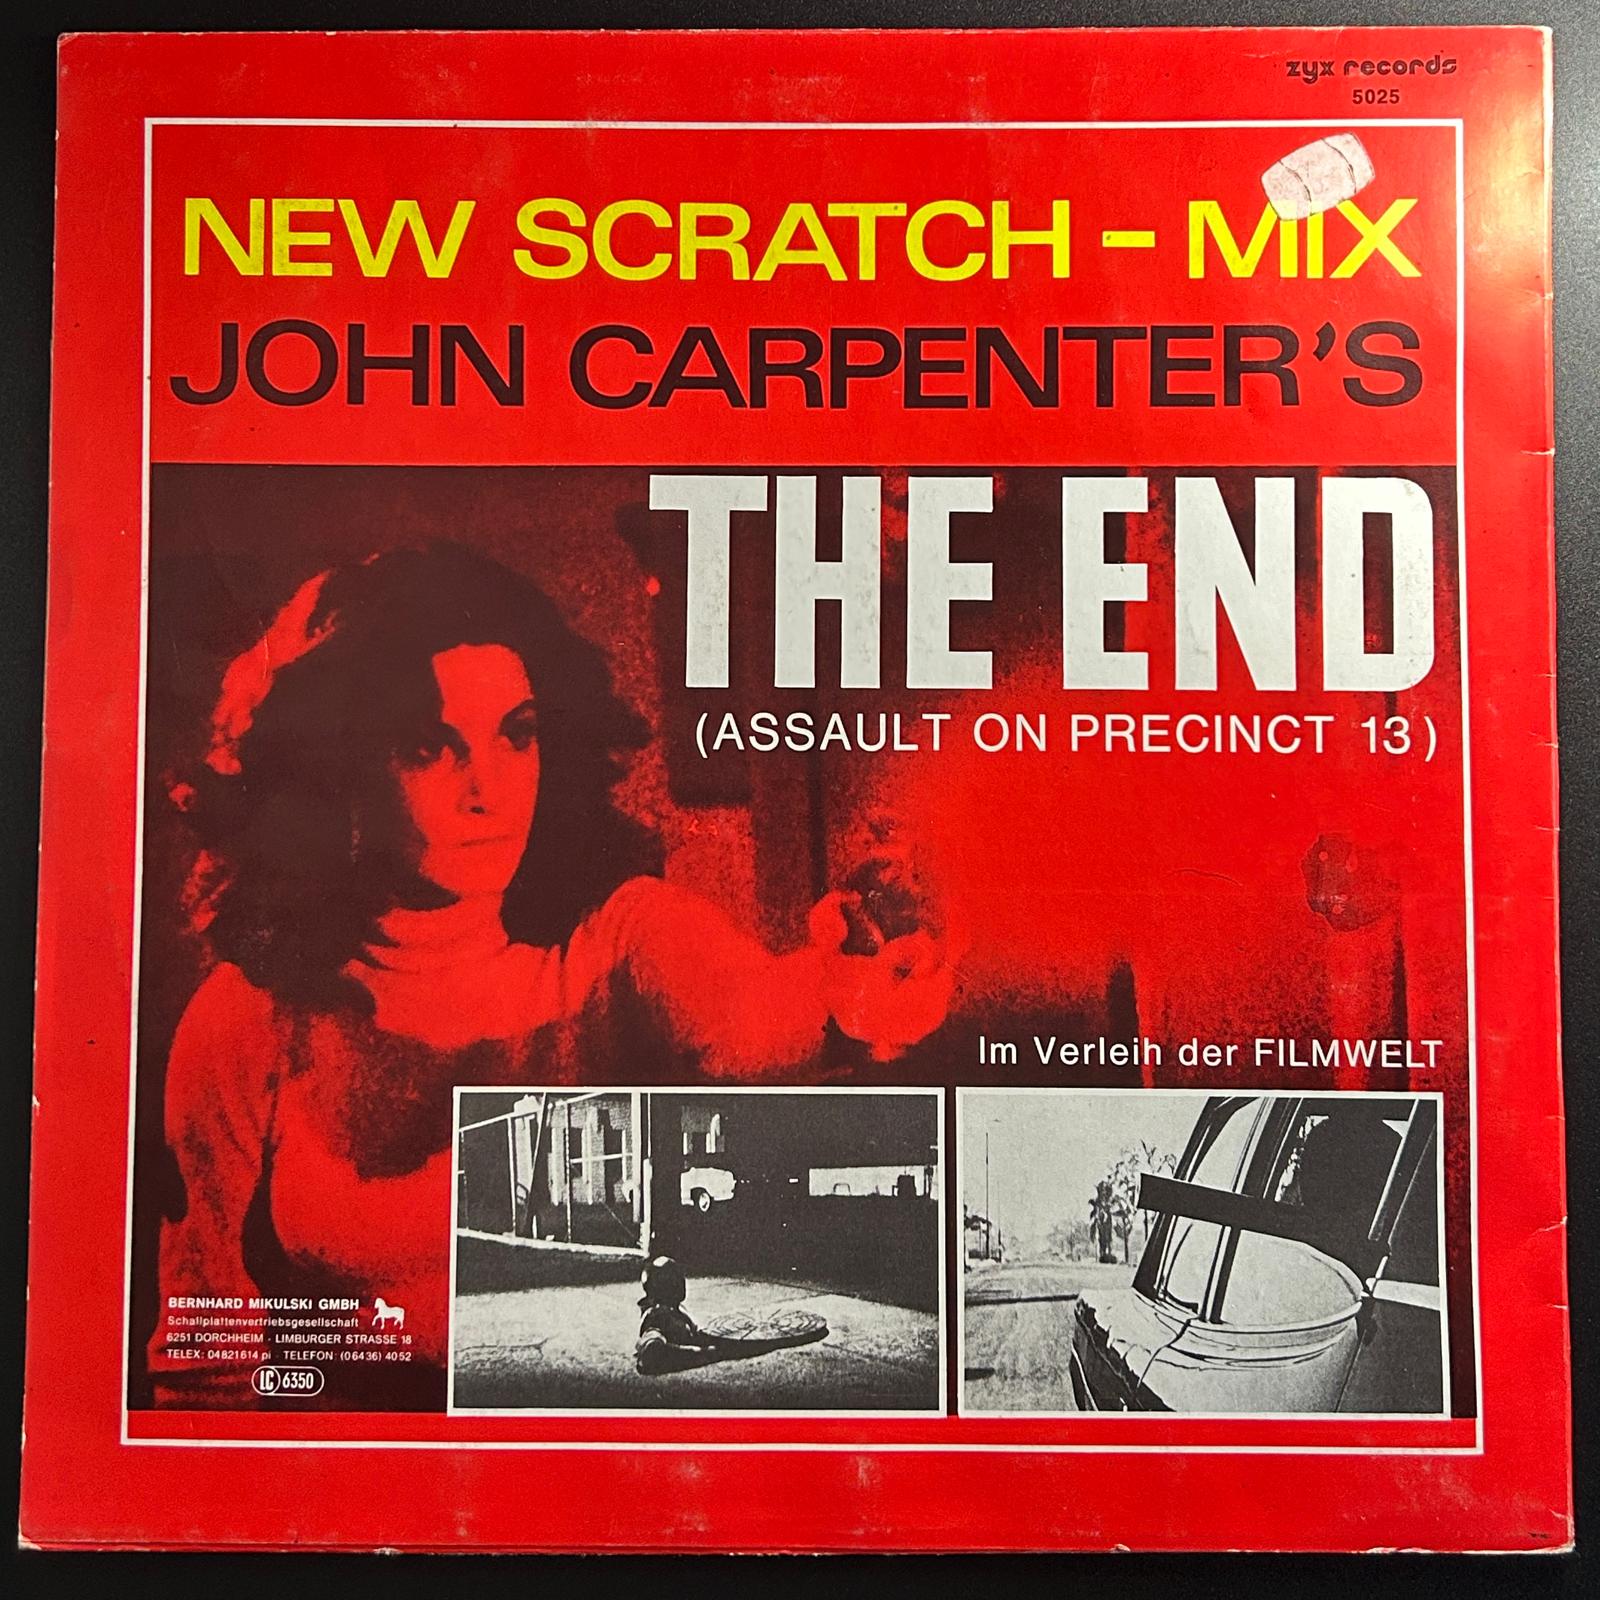 zyx records
5025
NEW SCRATCH - MIX
JOHN CARPENTER'S
THE END
(ASSAULT ON PRECINCT 13)
Im Verleih der FILMWELT
BERNHARD MIKULSKI GMBH
Schallplattenvertriebsgesellschaft
6251 DORCHHEIM · LIMBURGER STRASSE 18
TELEX: 04821614 pi · TELEFON: (06436) 4052
LC 6350